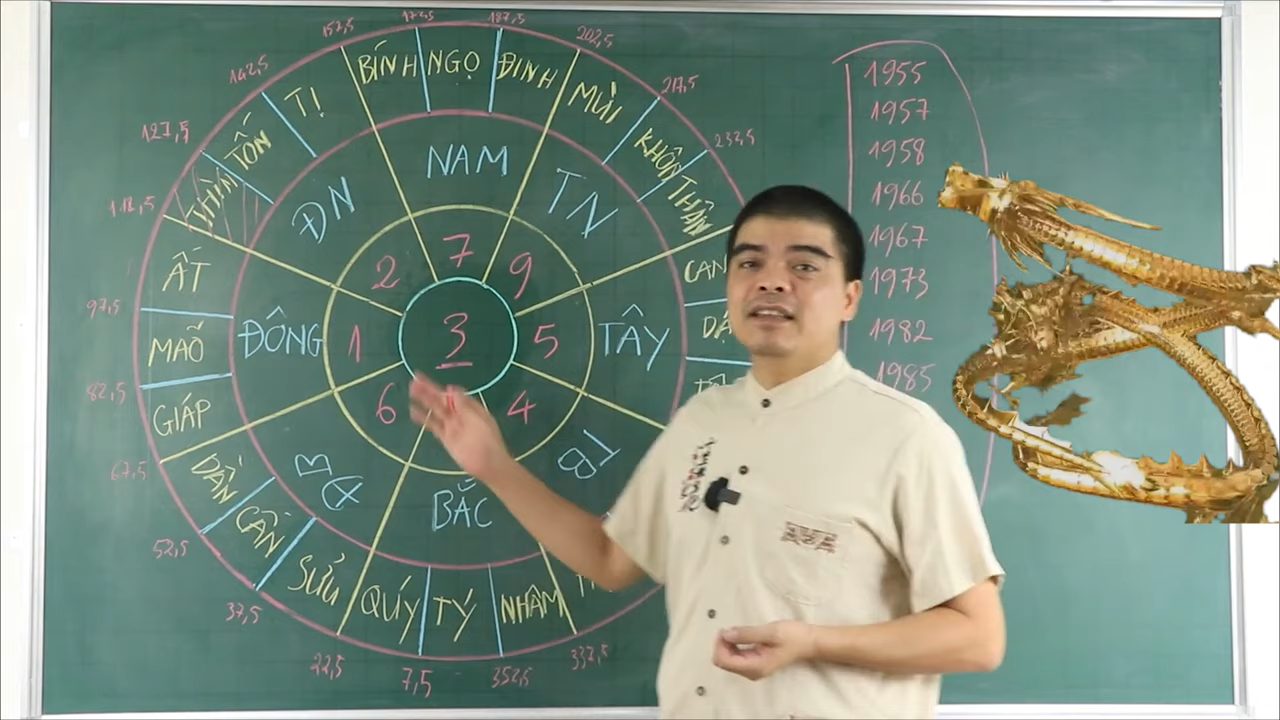 157,5
172,5
187,5
202,5
142,5
217,5
127,5
232,5
112,5
97,5
82,5
67,5
52,5
37,5
22,5
7,5
352,5
337,5
BÍNH
NGỌ
ĐINH
MÙI
KHÔN
THÂN
CAN
TỊ
TỐN
THÌN
ẤT
MÃO
GIÁP
DẦN
CẤN
SỬU
QUÝ
TÝ
NHÂM
NAM
TN
TÂY
TB
BẮC
ĐB
ĐÔNG
ĐN
2
7
9
1
3
5
6
4
1955
1957
1958
1966
1967
1973
1982
1985